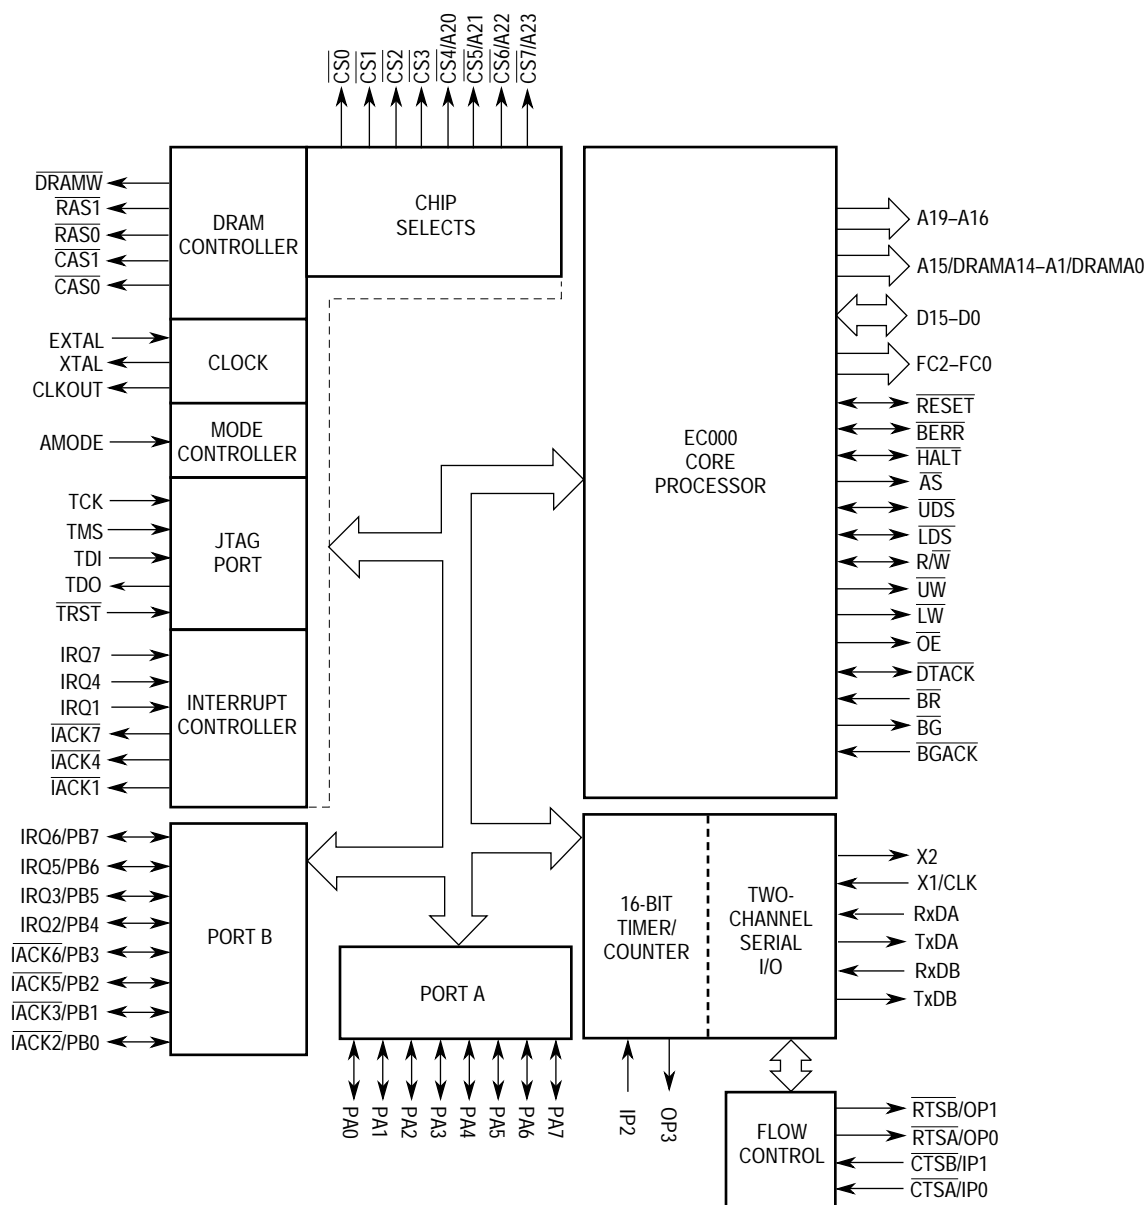 CS0
CS1
CS2
CS3
CS4/A20
CS5/A21
CS6/A22
CS7/A23
DRAMW
RAS1
RAS0
CAS1
CAS0
DRAM
CONTROLLER
CHIP
SELECTS
EXTAL
XTAL
CLKOUT
CLOCK
AMODE
MODE
CONTROLLER
TCK
TMS
TDI
TDO
TRST
JTAG
PORT
IRQ7
IRQ4
IRQ1
IACK7
IACK4
IACK1
INTERRUPT
CONTROLLER
EC000
CORE
PROCESSOR
A19–A16
A15/DRAMA14–A1/DRAMA0
D15–D0
FC2–FC0
RESET
BERR
HALT
AS
UDS
LDS
R/W
UW
LW
OE
DTACK
BR
BG
BGACK
IRQ6/PB7
IRQ5/PB6
IRQ3/PB5
IRQ2/PB4
IACK6/PB3
IACK5/PB2
IACK3/PB1
IACK2/PB0
PORT B
PORT A
PA0
PA1
PA2
PA3
PA4
PA5
PA6
PA7
16-BIT
TIMER/
COUNTER
TWO-
CHANNEL
SERIAL
I/O
X2
X1/CLK
RxDA
TxDA
RxDB
TxDB
IP2
OP3
FLOW
CONTROL
RTSB/OP1
RTSA/OP0
CTSB/IP1
CTSA/IP0